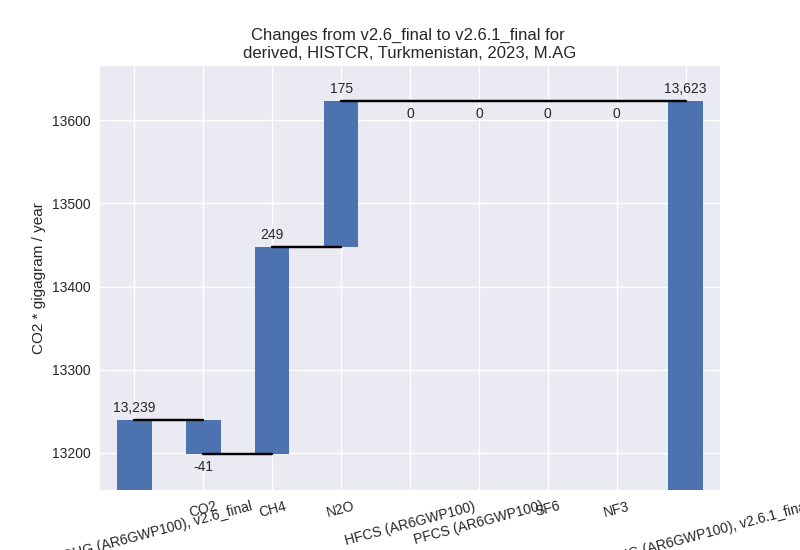 Changes from v2.6_final to v2.6.1_final for
derived, HISTCR, Turkmenistan, 2023, M.AG
CO2 * gigagram / year
13600
13500
13400
13300
13200
13,239
-41
249
175
0
0
0
0
13,623
(AR6GWP100), v2.6_final
CO2
CH4
N2O
HFCS (AR6GWP100)
PFCS (AR6GWP100)
SF6
NF3
(AR6GWP100), v2.6.1_final